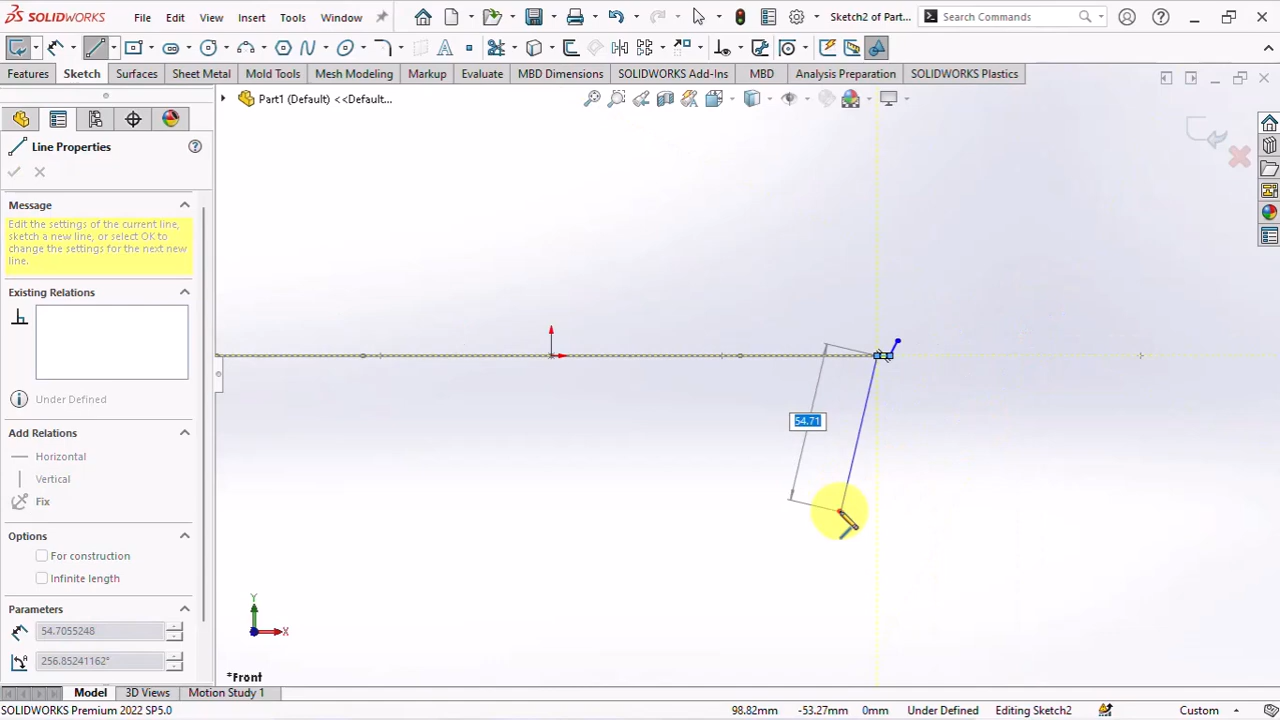 SOLIDWORKS
File
Edit
View
Insert
Tools
Window
Sketch2 of Part...
Search Commands
Features
Sketch
Surfaces
Sheet Metal
Mold Tools
Mesh Modeling
Markup
Evaluate
MBD Dimensions
SOLIDWORKS Add-Ins
MBD
Analysis Preparation
SOLIDWORKS Plastics
Part1 (Default) <<Default...
Line Properties
Message
Edit the settings of the current line,
sketch a new line, or select OK to
change the settings for the next new
line.
Existing Relations
Under Defined
Add Relations
Horizontal
Vertical
Fix
Options
For construction
Infinite length
Parameters
54.7055248
256.85241162°
54.71
Y
X
*Front
Model
3D Views
Motion Study 1
SOLIDWORKS Premium 2022 SP5.0
98.82mm
-53.27mm
0mm
Under Defined
Editing Sketch2
Custom